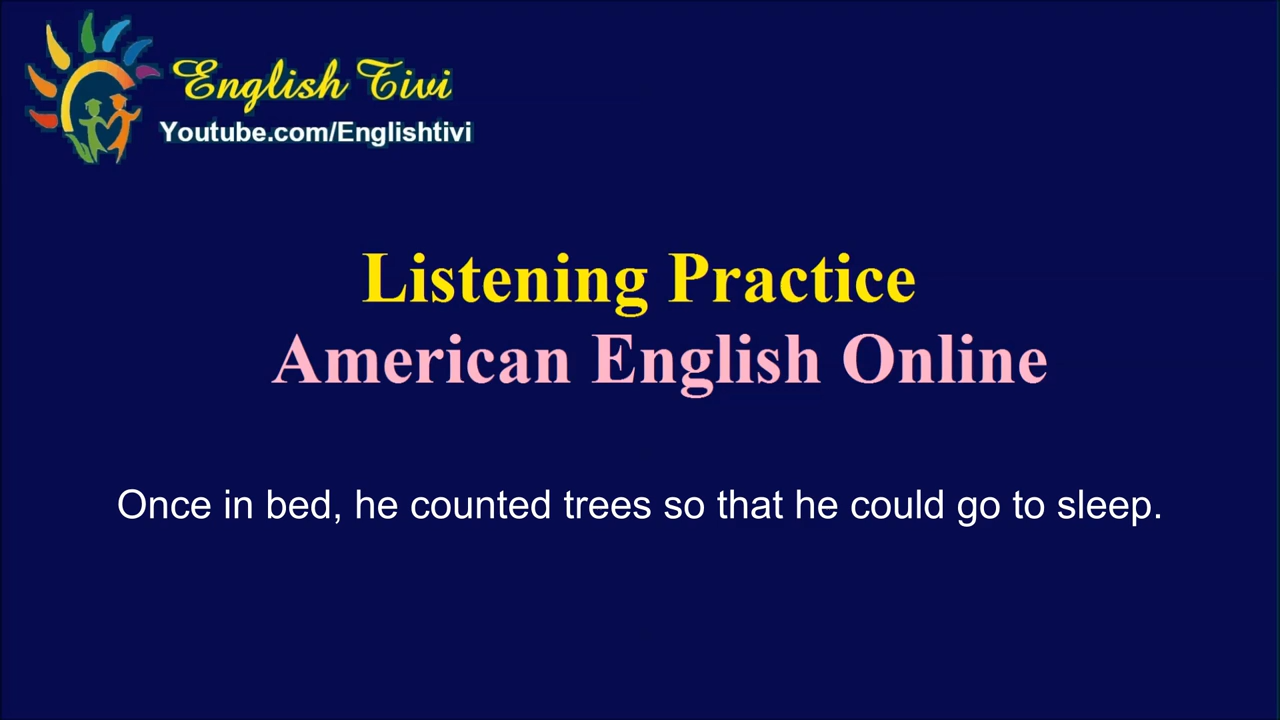 English Tivi
Youtube.com/Englishtivi
Listening Practice
American English Online
Once in bed, he counted trees so that he could go to sleep.